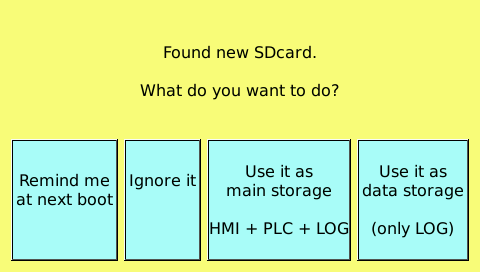 Found new SDcard.
What do you want to do?
Remind me
at next boot
Ignore it
Use it as
main storage
HMI + PLC + LOG
Use it as
data storage
(only LOG)